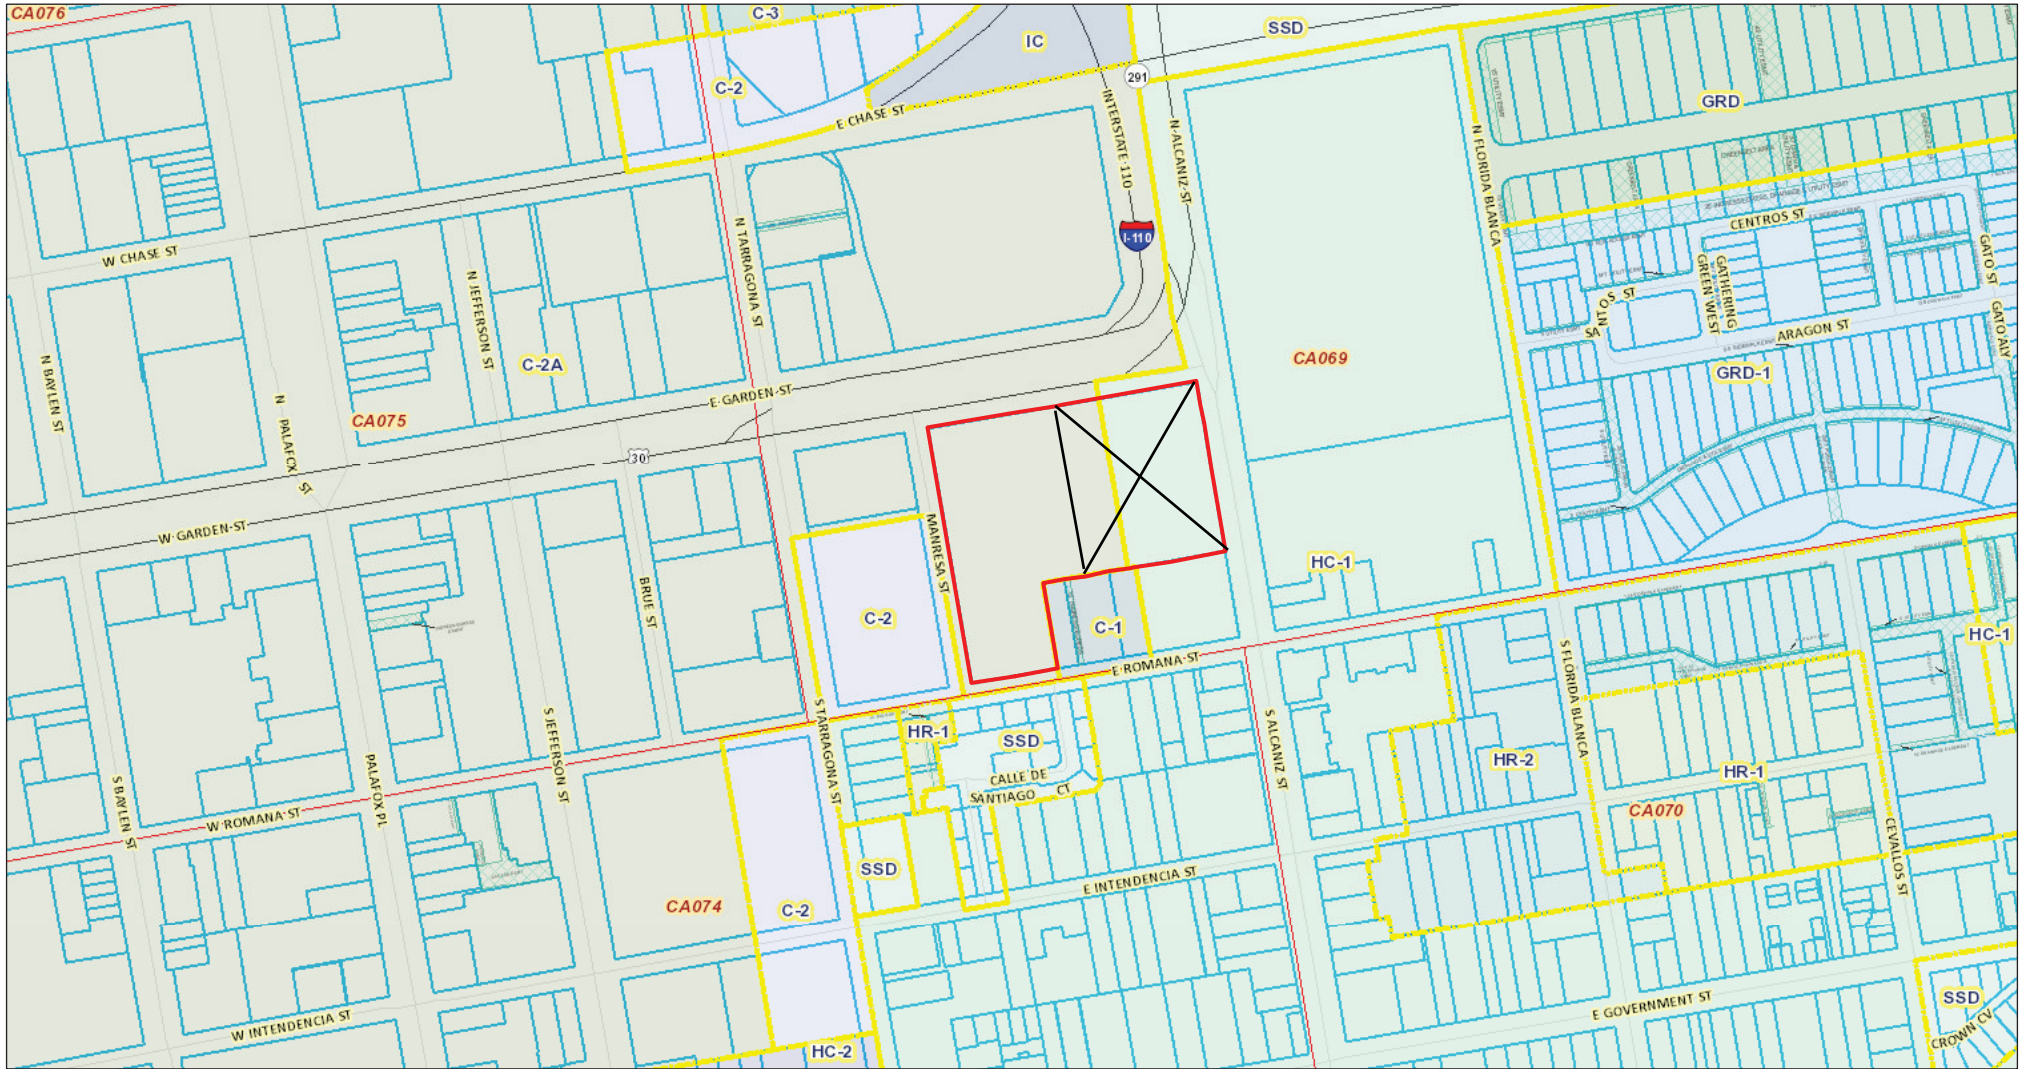 CA076
C-3
IC
SSD
291
C-2
E CHASE ST
GRD
INTERSTATE 110
N ALCANIZ ST
N FLORIDA BLANCA
CENTROS ST
W CHASE ST
I-110
N TARRAGONA ST
N JEFFERSON ST
GATO ST
GATHERING
GREEN WEST
SANTOS ST
ARAGON ST
GATO ALY
N BAYLEN ST
C-2A
CA069
GRD-1
E GARDEN ST
CA075
N
PALAFOX ST
30
W GARDEN ST
MANRESA ST
BRUE ST
C-2
C-1
HC-1
HC-1
E ROMANA ST
S TARRAGONA ST
S JEFFERSON ST
HR-1
SSD
S ALCANIZ ST
S FLORIDA BLANCA
HR-2
HR-1
CALLE DE
SANTIAGO CT
PALAFOX PL
S BAYLEN ST
W ROMANA ST
CA070
CEVALLOS ST
SSD
E INTENDENCIA ST
CA074
C-2
W INTENDENCIA ST
E GOVERNMENT ST
SSD
CROWN CV
HC-2